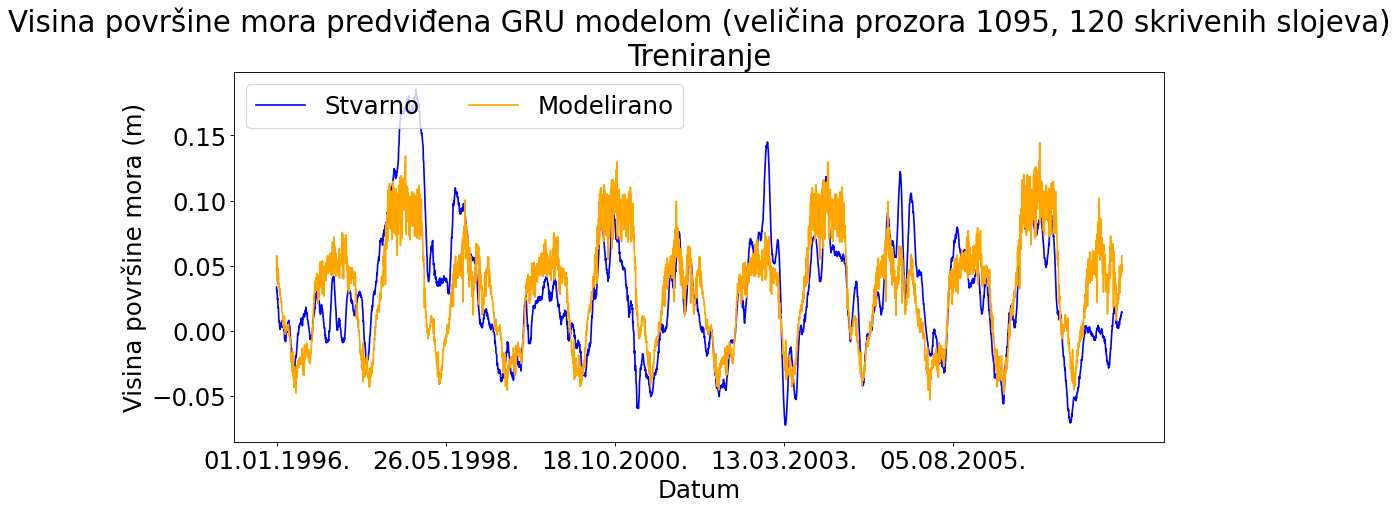 Visina površine mora predviđena GRU modelom (veličina prozora 1095, 120 skrivenih slojeva)
Treniranje
Stvarno
Modelirano
Visina površine mora (m)
0.15
0.10
0.05
0.00
−0.05
01.01.1996.
26.05.1998.
18.10.2000.
13.03.2003.
05.08.2005.
Datum